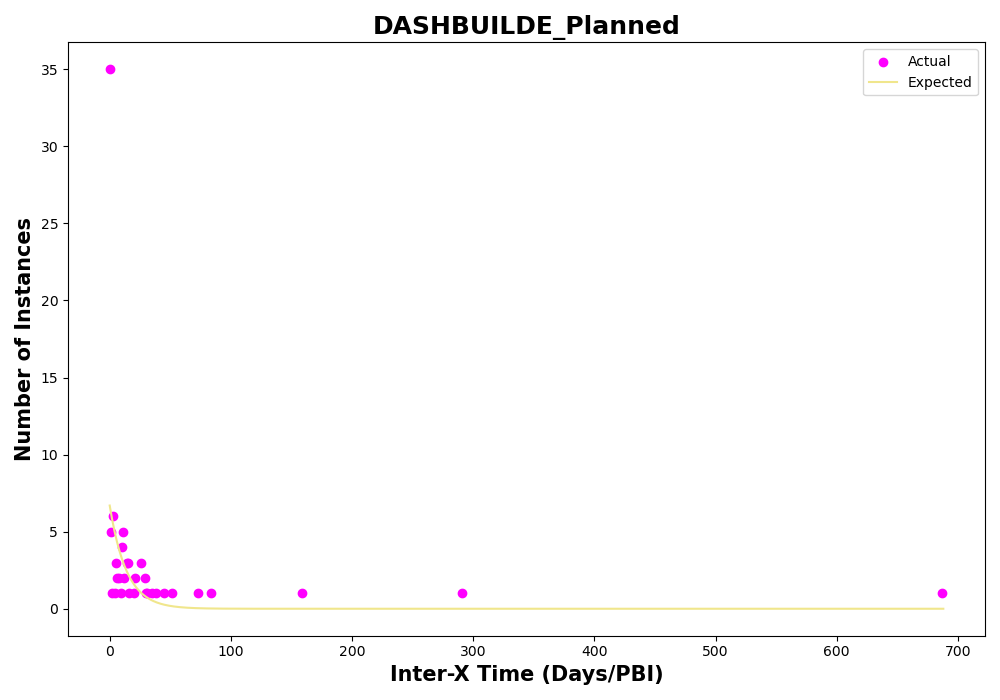 DASHBUILDE_Planned
Actual
Expected
Number of Instances
35
30
25
20
15
10
5
0
0 100 200 300 400 500 600 700
Inter-X Time (Days/PBI)